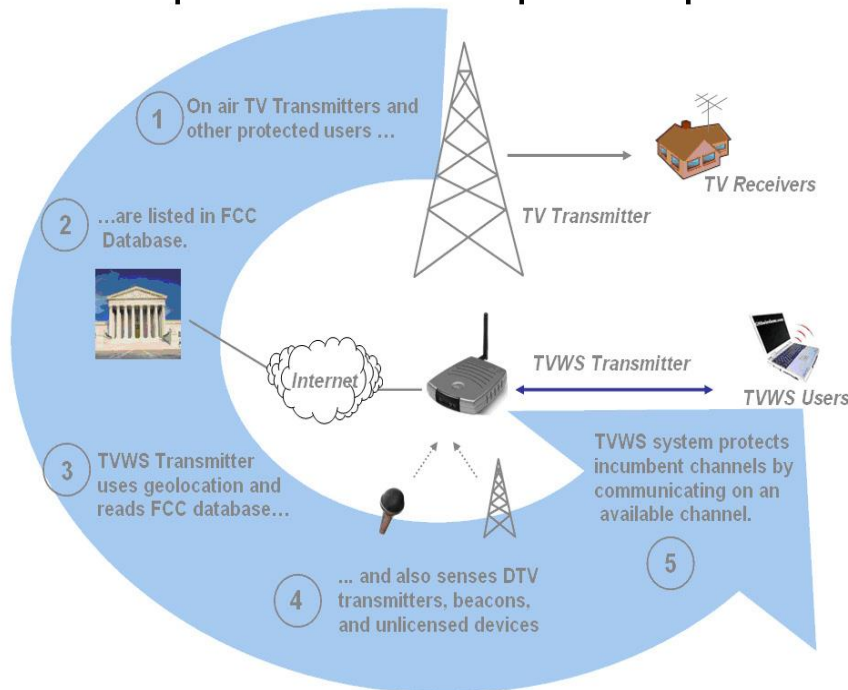 1
On air TV Transmitters and
other protected users ...
TV Transmitter
TV Receivers
2
...are listed in FCC
Database.
Internet
TVWS Transmitter
TVWS Users
3
TVWS Transmitter
uses geolocation and
reads FCC database...
4
... and also senses DTV
transmitters, beacons,
and unlicensed devices
TVWS system protects
incumbent channels by
communicating on an
available channel.
5